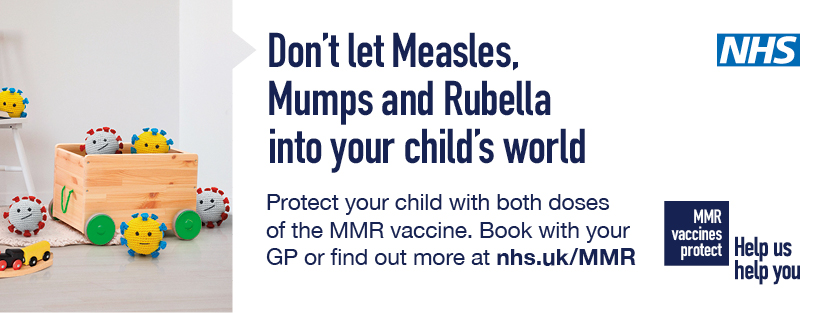 Don't let Measles,
Mumps and Rubella
into your child's world
Protect your child with both doses
of the MMR vaccine. Book with your
GP or find out more at nhs.uk/MMR
NHS
MMR
vaccines
protect
Help us
help you